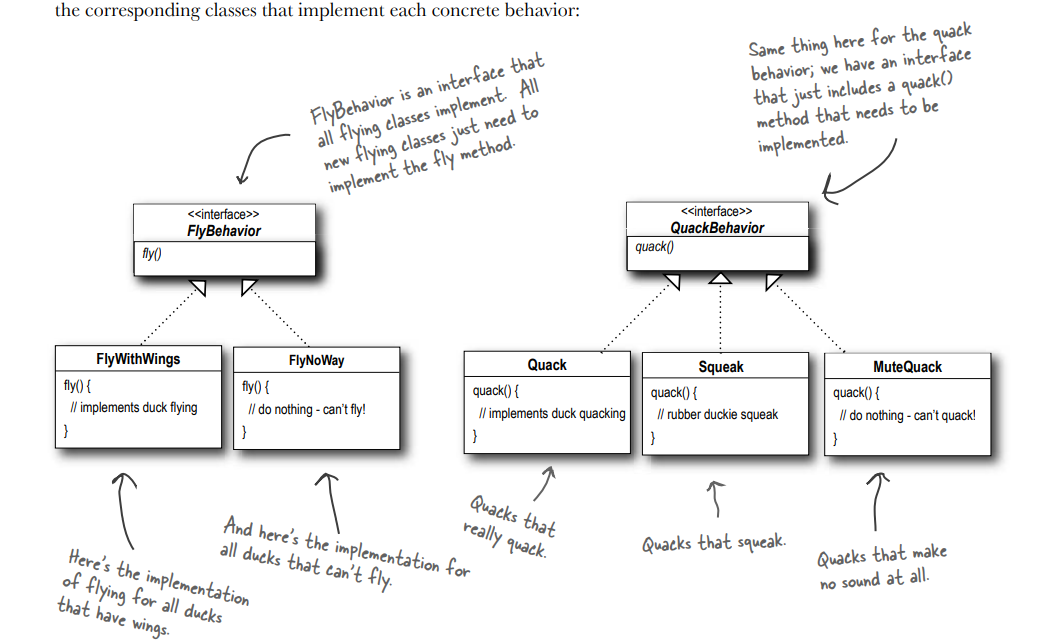 the corresponding classes that implement each concrete behavior:
FlyBehavior is an interface that
all flying classes implement. All
new flying classes just need to
implement the fly method.
Same thing here for the quack
behavior; we have an interface
that just includes a quack()
method that needs to be
implemented.
<<interface>>
FlyBehavior
fly()
<<interface>>
QuackBehavior
quack()
FlyWithWings
fly() {
// implements duck flying
}
FlyNoWay
fly() {
// do nothing - can't fly!
}
Quack
quack() {
// implements duck quacking
}
Squeak
quack() {
// rubber duckie squeak
}
MuteQuack
quack() {
// do nothing - can't quack!
}
Here's the implementation
of flying for all ducks
that have wings.
And here's the implementation for
all ducks that can't fly.
Quacks that
really quack.
Quacks that squeak.
Quacks that make
no sound at all.